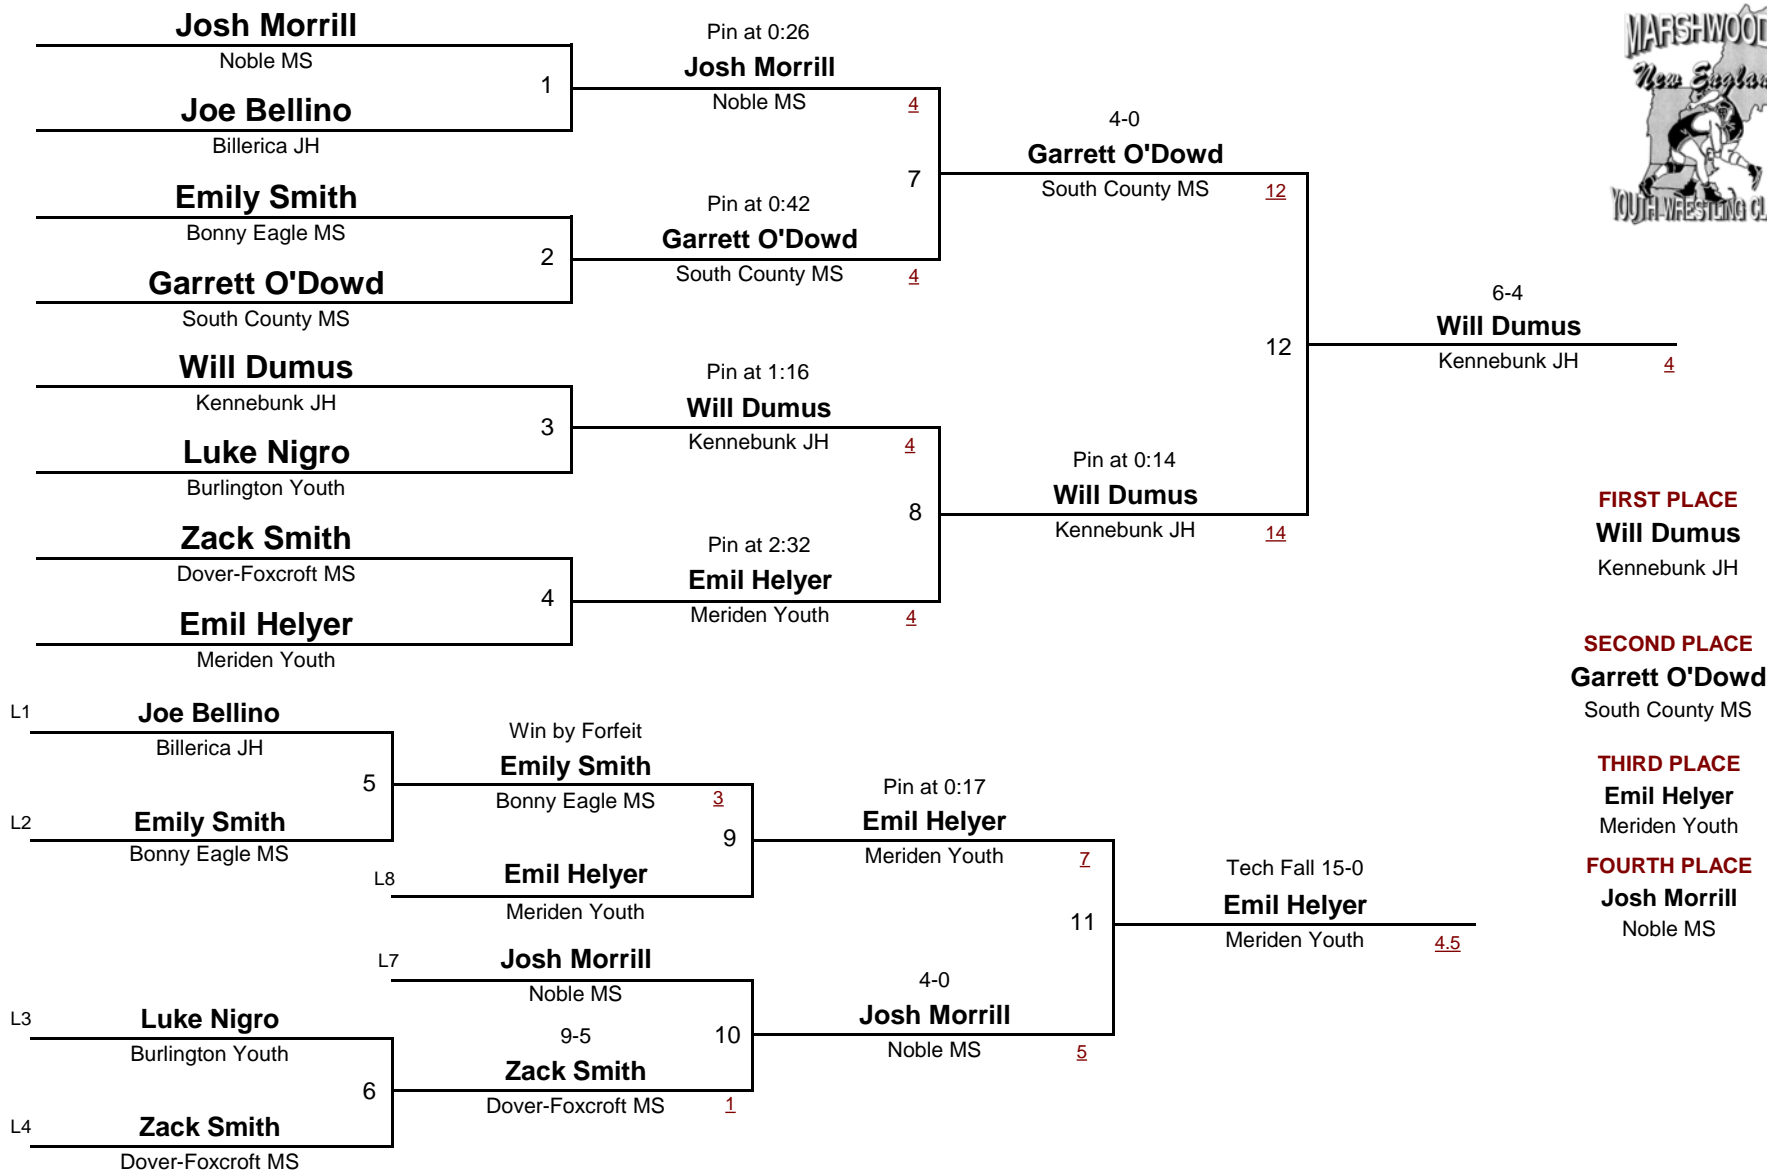 Josh Morrill
Noble MS
1
Joe Bellino
Billerica JH
Emily Smith
Bonny Eagle MS
2
Garrett O'Dowd
South County MS
Will Dumus
Kennebunk JH
3
Luke Nigro
Burlington Youth
Zack Smith
Dover-Foxcroft MS
4
Emil Helyer
Meriden Youth
Pin at 0:26
Josh Morrill
Noble MS 4
7
Pin at 0:42
Garrett O'Dowd
South County MS 4
Pin at 1:16
Will Dumus
Kennebunk JH 4
8
Pin at 2:32
Emil Helyer
Meriden Youth 4
4-0
Garrett O'Dowd
South County MS 12
12
Pin at 0:14
Will Dumus
Kennebunk JH 14
6-4
Will Dumus
Kennebunk JH 4
MARSHWOOD
New England
YOUTH WRESTLING CL
FIRST PLACE
Will Dumus
Kennebunk JH
SECOND PLACE
Garrett O'Dowd
South County MS
THIRD PLACE
Emil Helyer
Meriden Youth
FOURTH PLACE
Josh Morrill
Noble MS
L1 Joe Bellino
Billerica JH
5
L2 Emily Smith
Bonny Eagle MS
Win by Forfeit
Emily Smith
Bonny Eagle MS 3
9
L8 Emil Helyer
Meriden Youth
L7 Josh Morrill
Noble MS
10
L3 Luke Nigro
Burlington Youth
6
L4 Zack Smith
Dover-Foxcroft MS
9-5
Zack Smith
Dover-Foxcroft MS 1
Pin at 0:17
Emil Helyer
Meriden Youth 7
11
4-0
Josh Morrill
Noble MS 5
Tech Fall 15-0
Emil Helyer
Meriden Youth 4.5